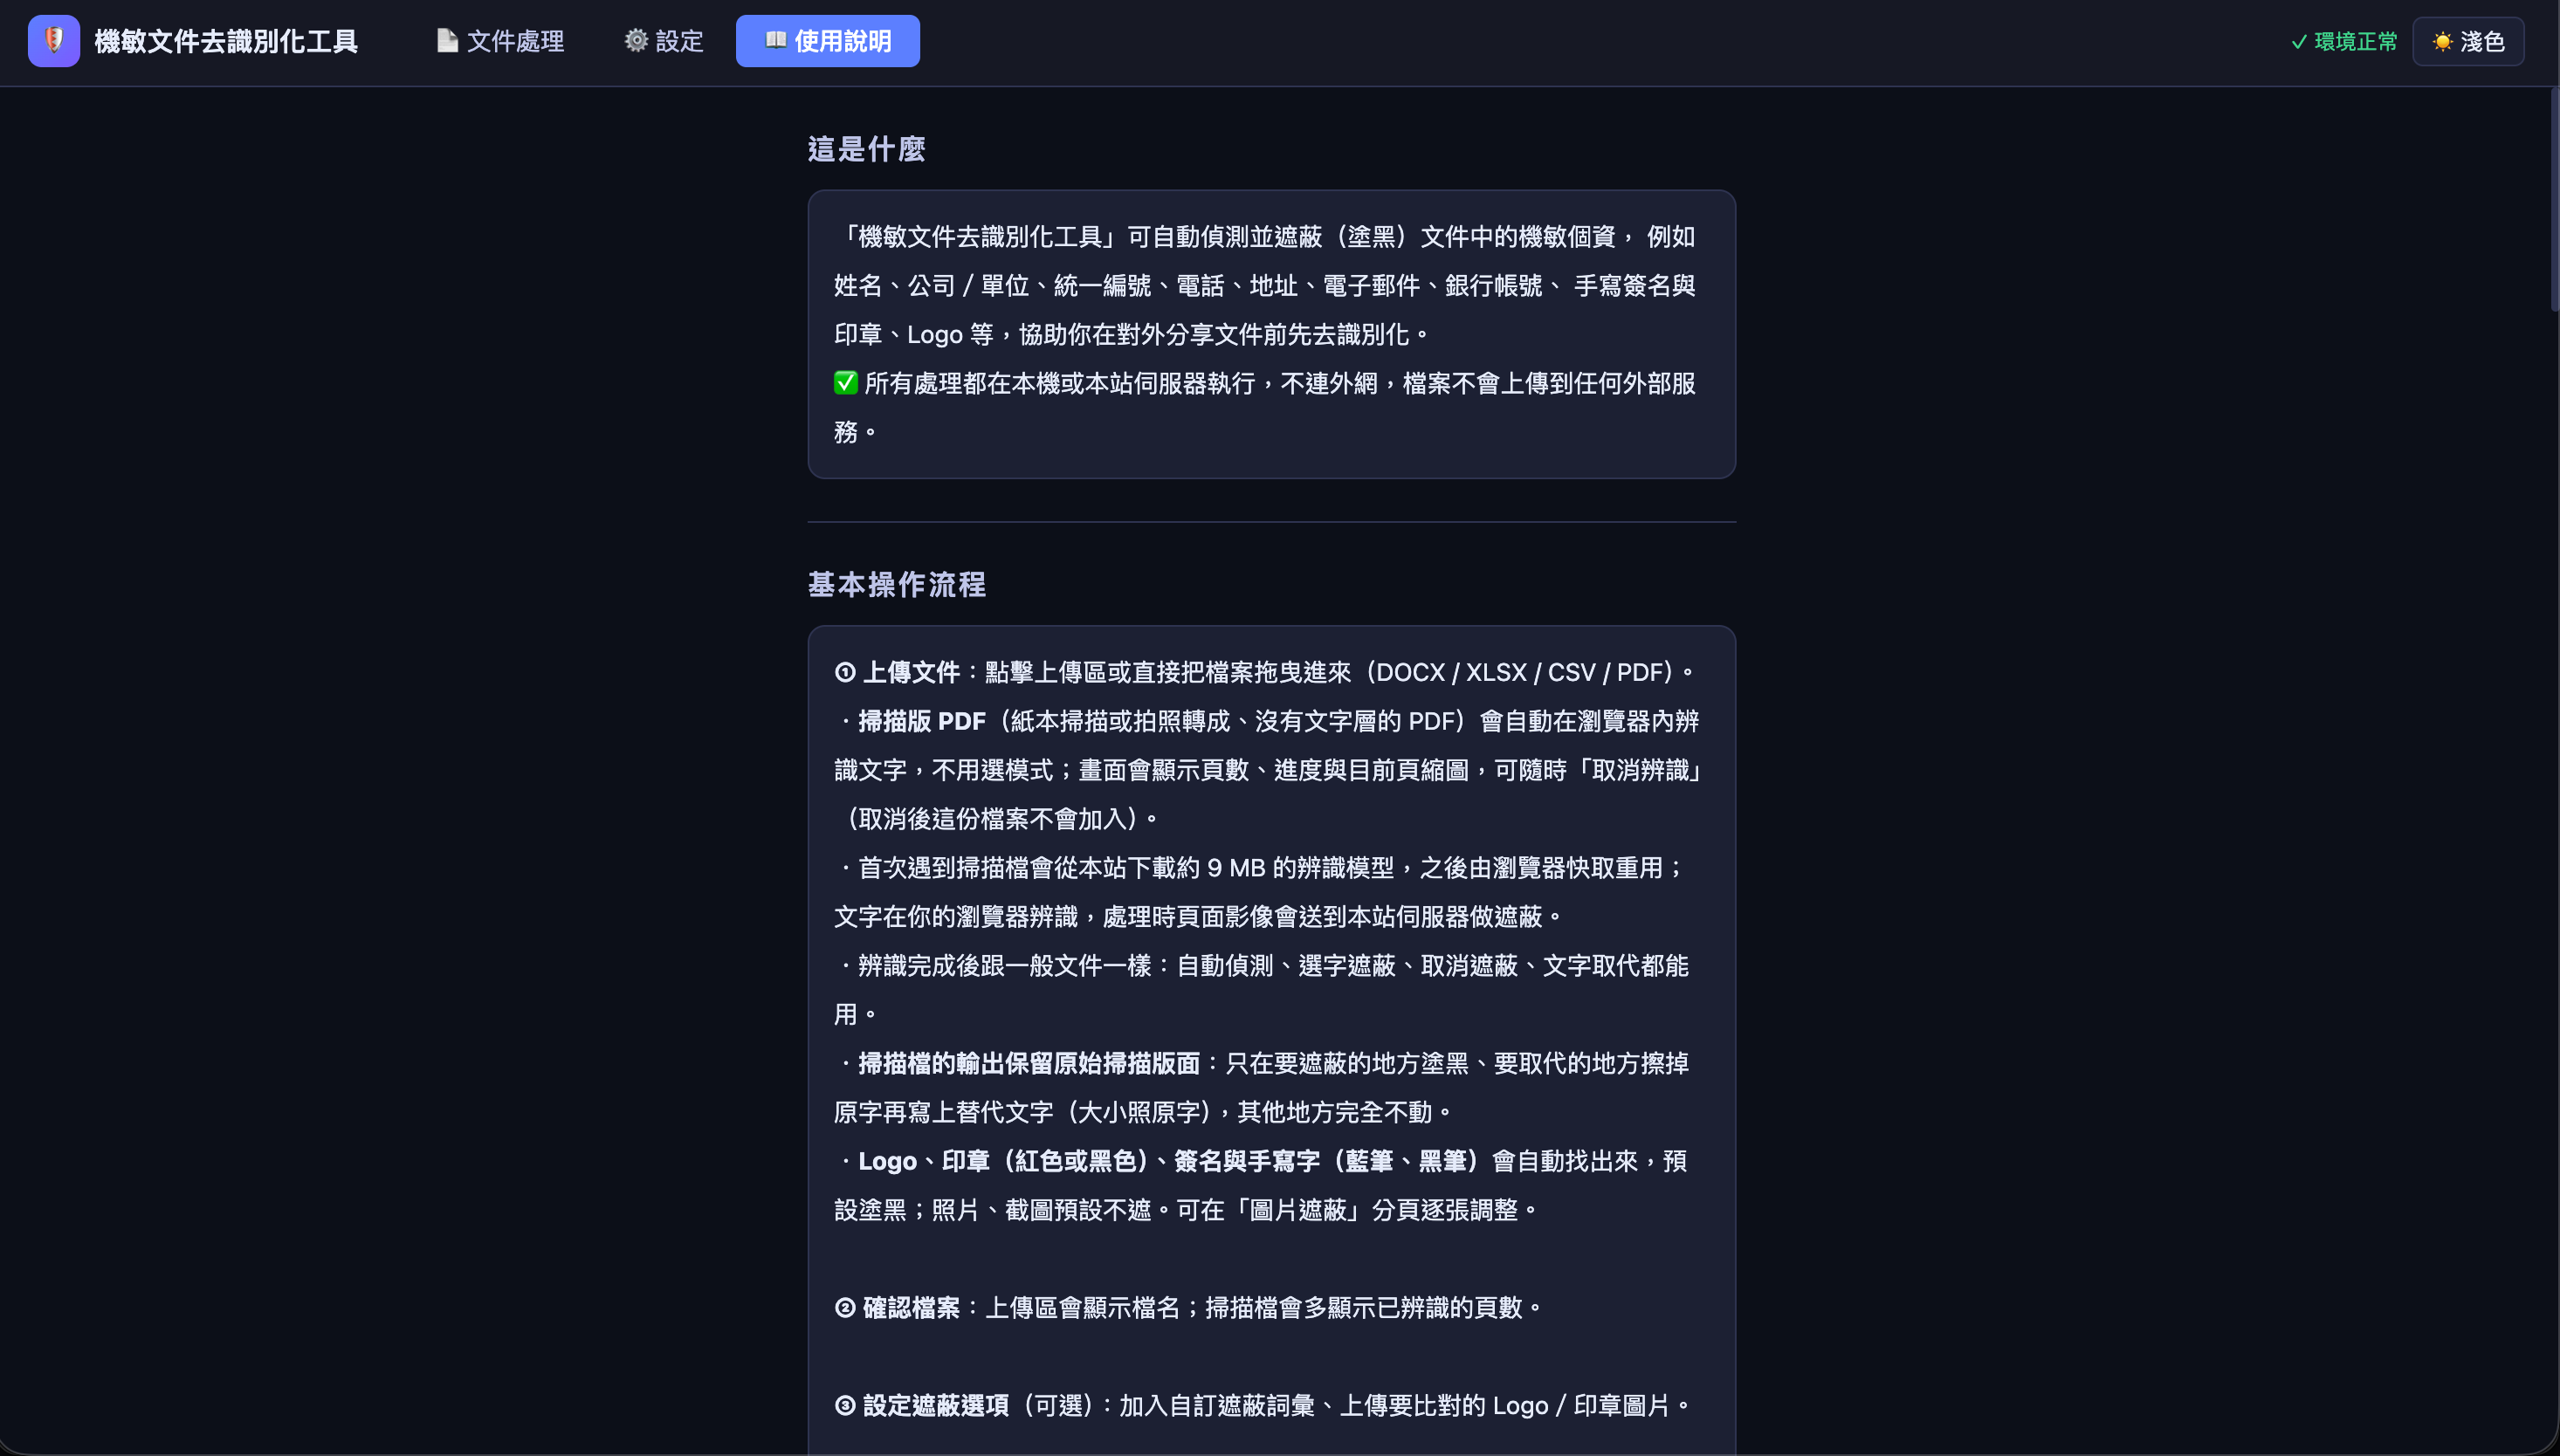 機敏文件去識別化工具
📄 文件處理
⚙️ 設定
📖 使用說明
✓ 環境正常
☀️ 淺色
這是什麼
「機敏文件去識別化工具」可自動偵測並遮蔽（塗黑）文件中的機敏個資， 例如
姓名、公司 / 單位、統一編號、電話、地址、電子郵件、銀行帳號、 手寫簽名與
印章、Logo 等，協助你在對外分享文件前先去識別化。
✅ 所有處理都在本機或本站伺服器執行，不連外網，檔案不會上傳到任何外部服
務。
基本操作流程
① 上傳文件：點擊上傳區或直接把檔案拖曳進來（DOCX / XLSX / CSV / PDF）。
・掃描版 PDF（紙本掃描或拍照轉成、沒有文字層的 PDF）會自動在瀏覽器內辨
識文字，不用選模式；畫面會顯示頁數、進度與目前頁縮圖，可隨時「取消辨識」
（取消後這份檔案不會加入）。
・首次遇到掃描檔會從本站下載約 9 MB 的辨識模型，之後由瀏覽器快取重用；
文字在你的瀏覽器辨識，處理時頁面影像會送到本站伺服器做遮蔽。
・辨識完成後跟一般文件一樣：自動偵測、選字遮蔽、取消遮蔽、文字取代都能
用。
・掃描檔的輸出保留原始掃描版面：只在要遮蔽的地方塗黑、要取代的地方擦掉
原字再寫上替代文字（大小照原字），其他地方完全不動。
・Logo、印章（紅色或黑色）、簽名與手寫字（藍筆、黑筆）會自動找出來，預
設塗黑；照片、截圖預設不遮。可在「圖片遮蔽」分頁逐張調整。
② 確認檔案：上傳區會顯示檔名；掃描檔會多顯示已辨識的頁數。
③ 設定遮蔽選項（可選）：加入自訂遮蔽詞彙、上傳要比對的 Logo / 印章圖片。